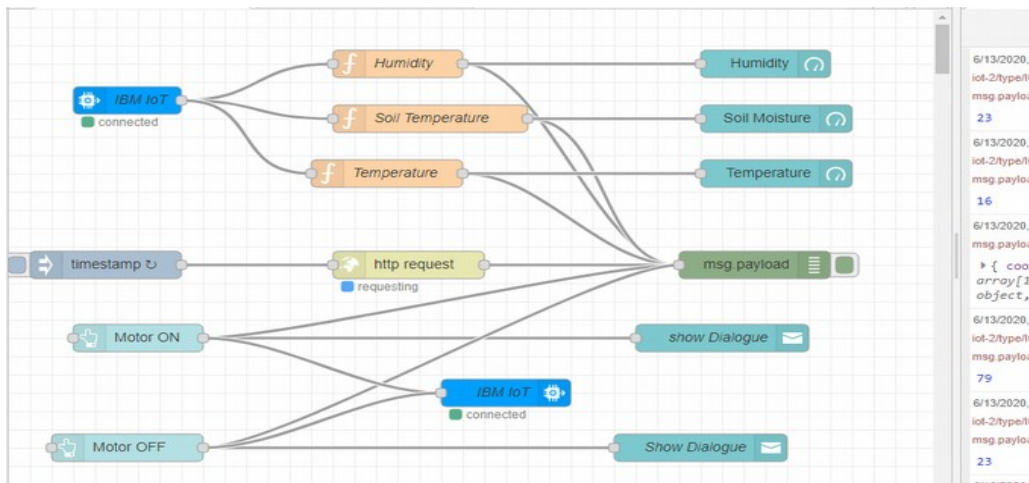 Humidity
Humidity
IBM IoT
connected
Soil Temperature
Soil Moisture
Temperature
Temperature
timestamp ↻
http request
msg.payload
requesting
Motor ON
show Dialogue
IBM IoT
connected
Motor OFF
Show Dialogue
6/13/2020,
iot-2/type/
msg.payloa
23
6/13/2020,
iot-2/type/
msg.payloa
16
6/13/2020,
msg.payloa
{ coo
array[1
object,
6/13/2020,
iot-2/type/
msg.payloa
79
6/13/2020,
iot-2/type/
msg.payloa
23